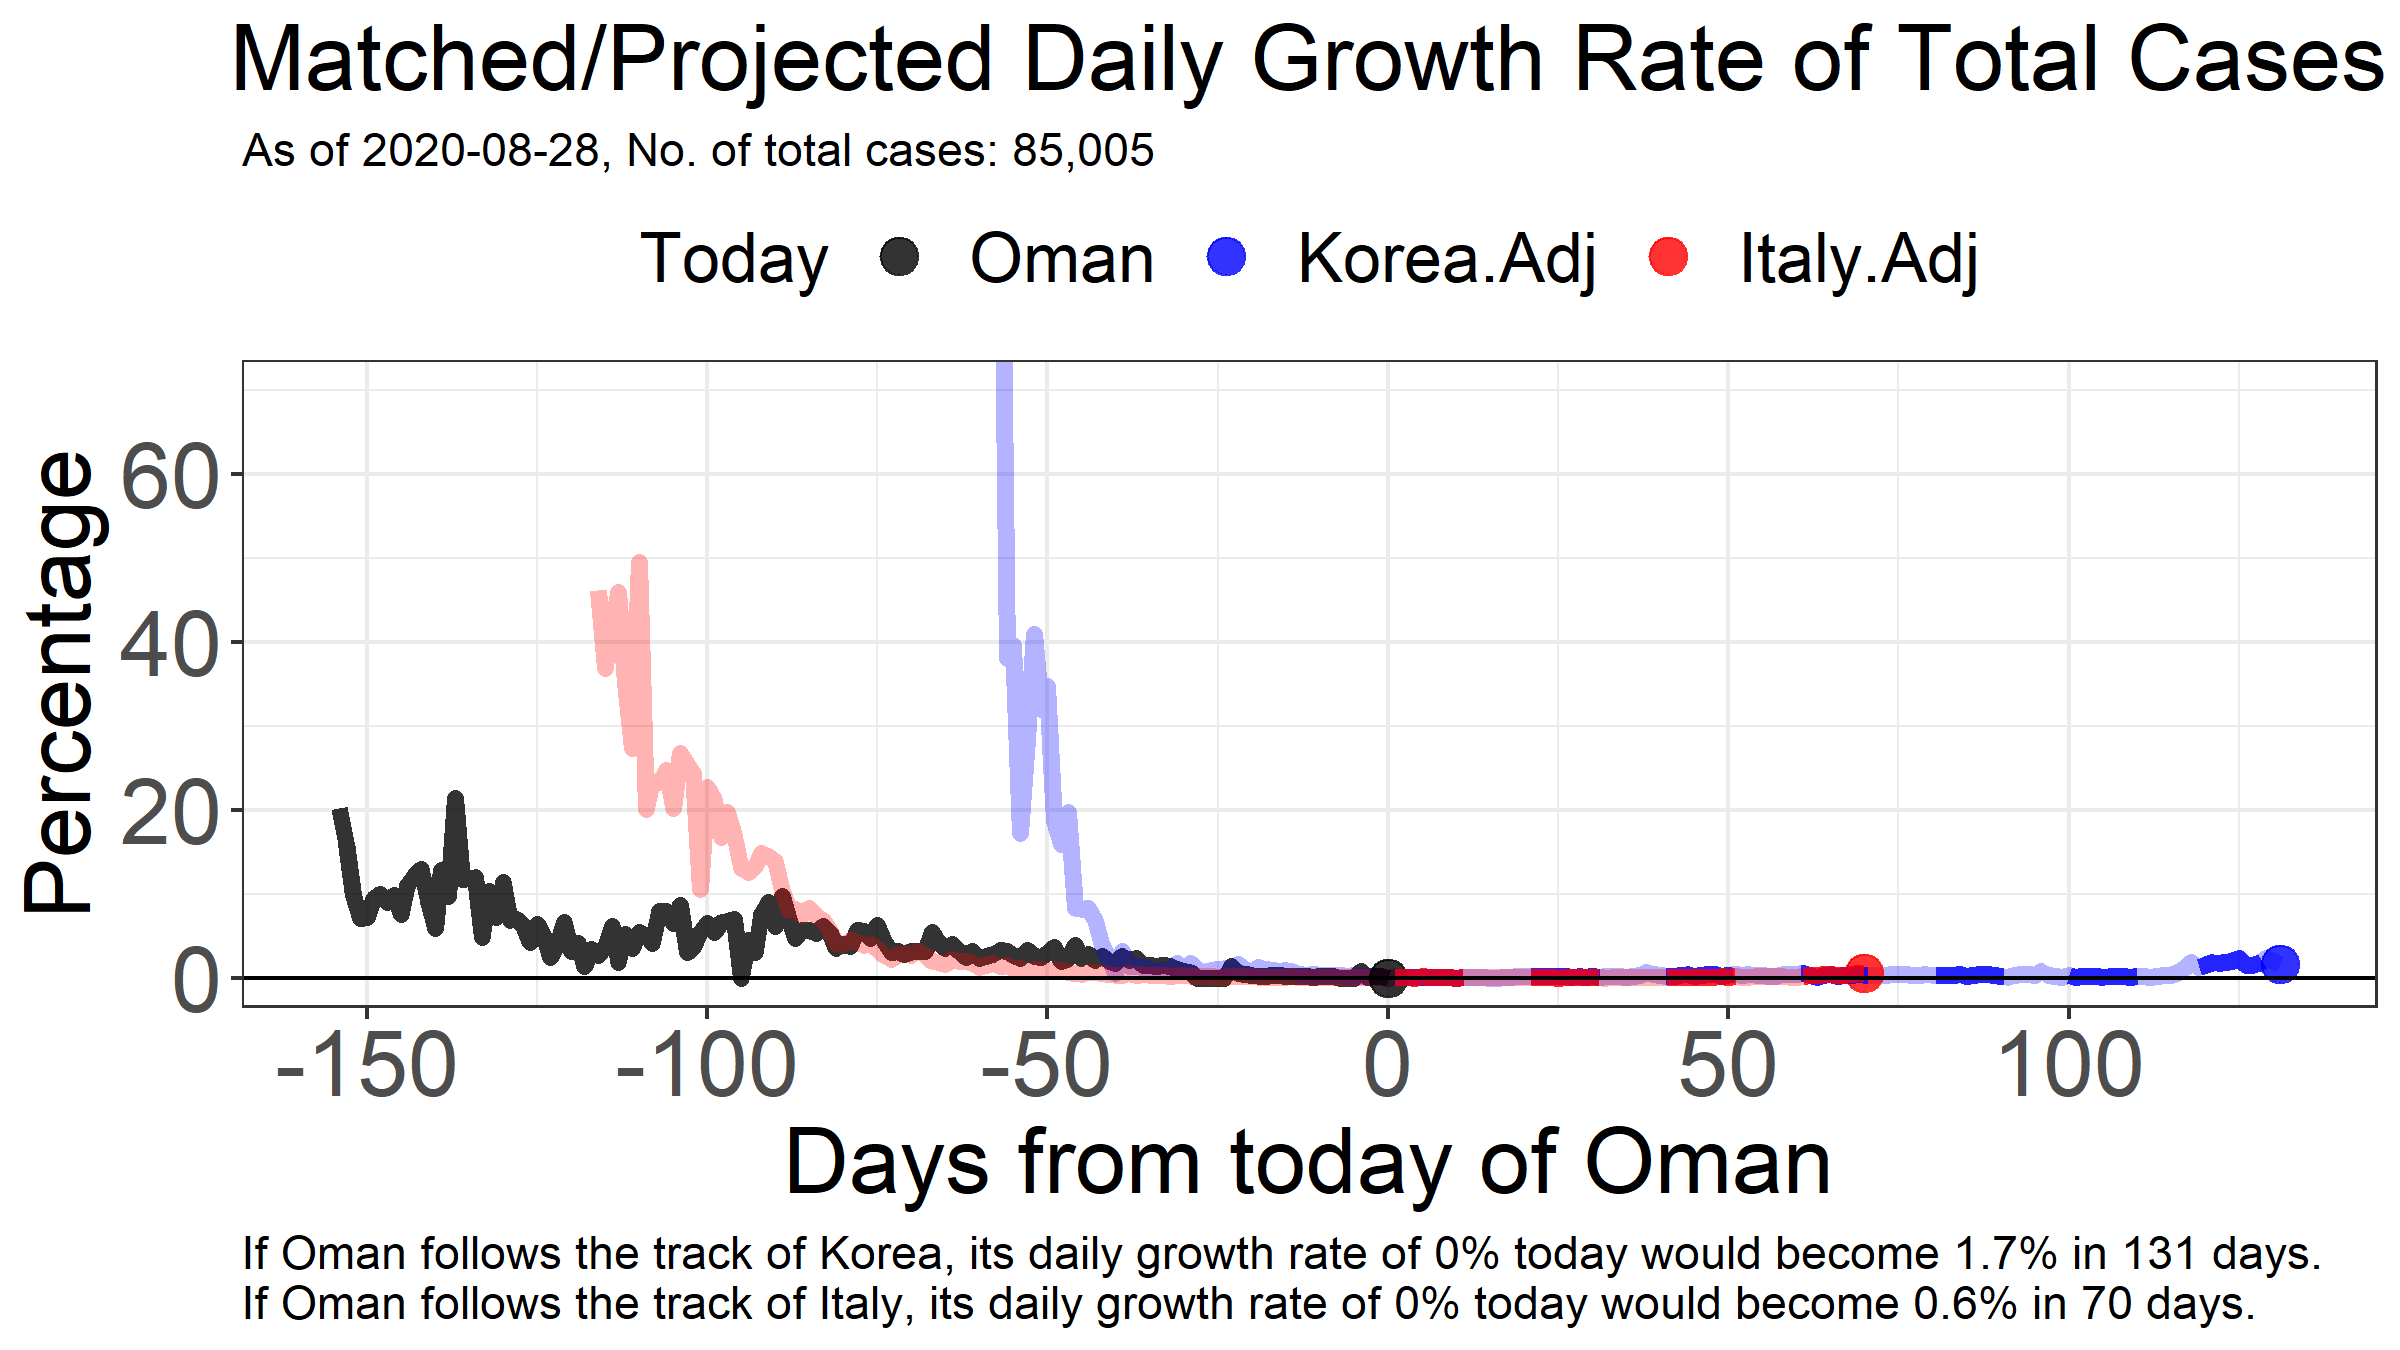 Matched/Projected Daily Growth Rate of Total Cases
As of 2020-08-28, No. of total cases: 85,005
Today Oman Korea.Adj Italy.Adj
Percentage
60
40
20
0
-150 -100 -50 0 50 100
Days from today of Oman
If Oman follows the track of Korea, its daily growth rate of 0% today would become 1.7% in 131 days.
If Oman follows the track of Italy, its daily growth rate of 0% today would become 0.6% in 70 days.